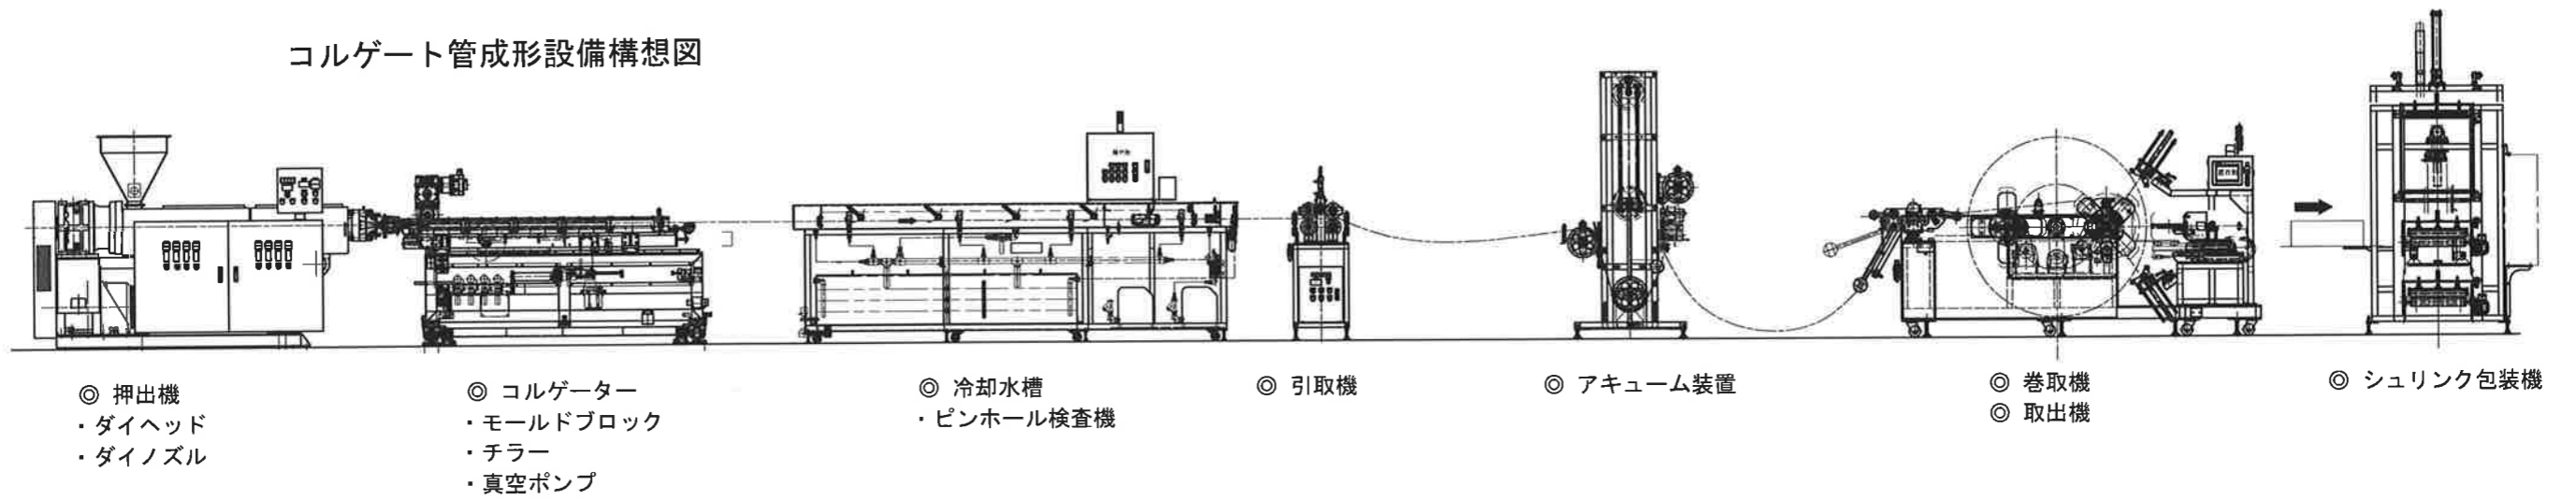 コルゲート管成形設備構想図
◎ 押出機
・ダイヘッド
・ダイノズル
◎ コルゲーター
・モールドブロック
・チラー
・真空ポンプ
◎ 冷却水槽
・ピンホール検査機
◎ 引取機
◎ アキューム装置
◎ 巻取機
◎ 取出機
◎ シュリンク包装機